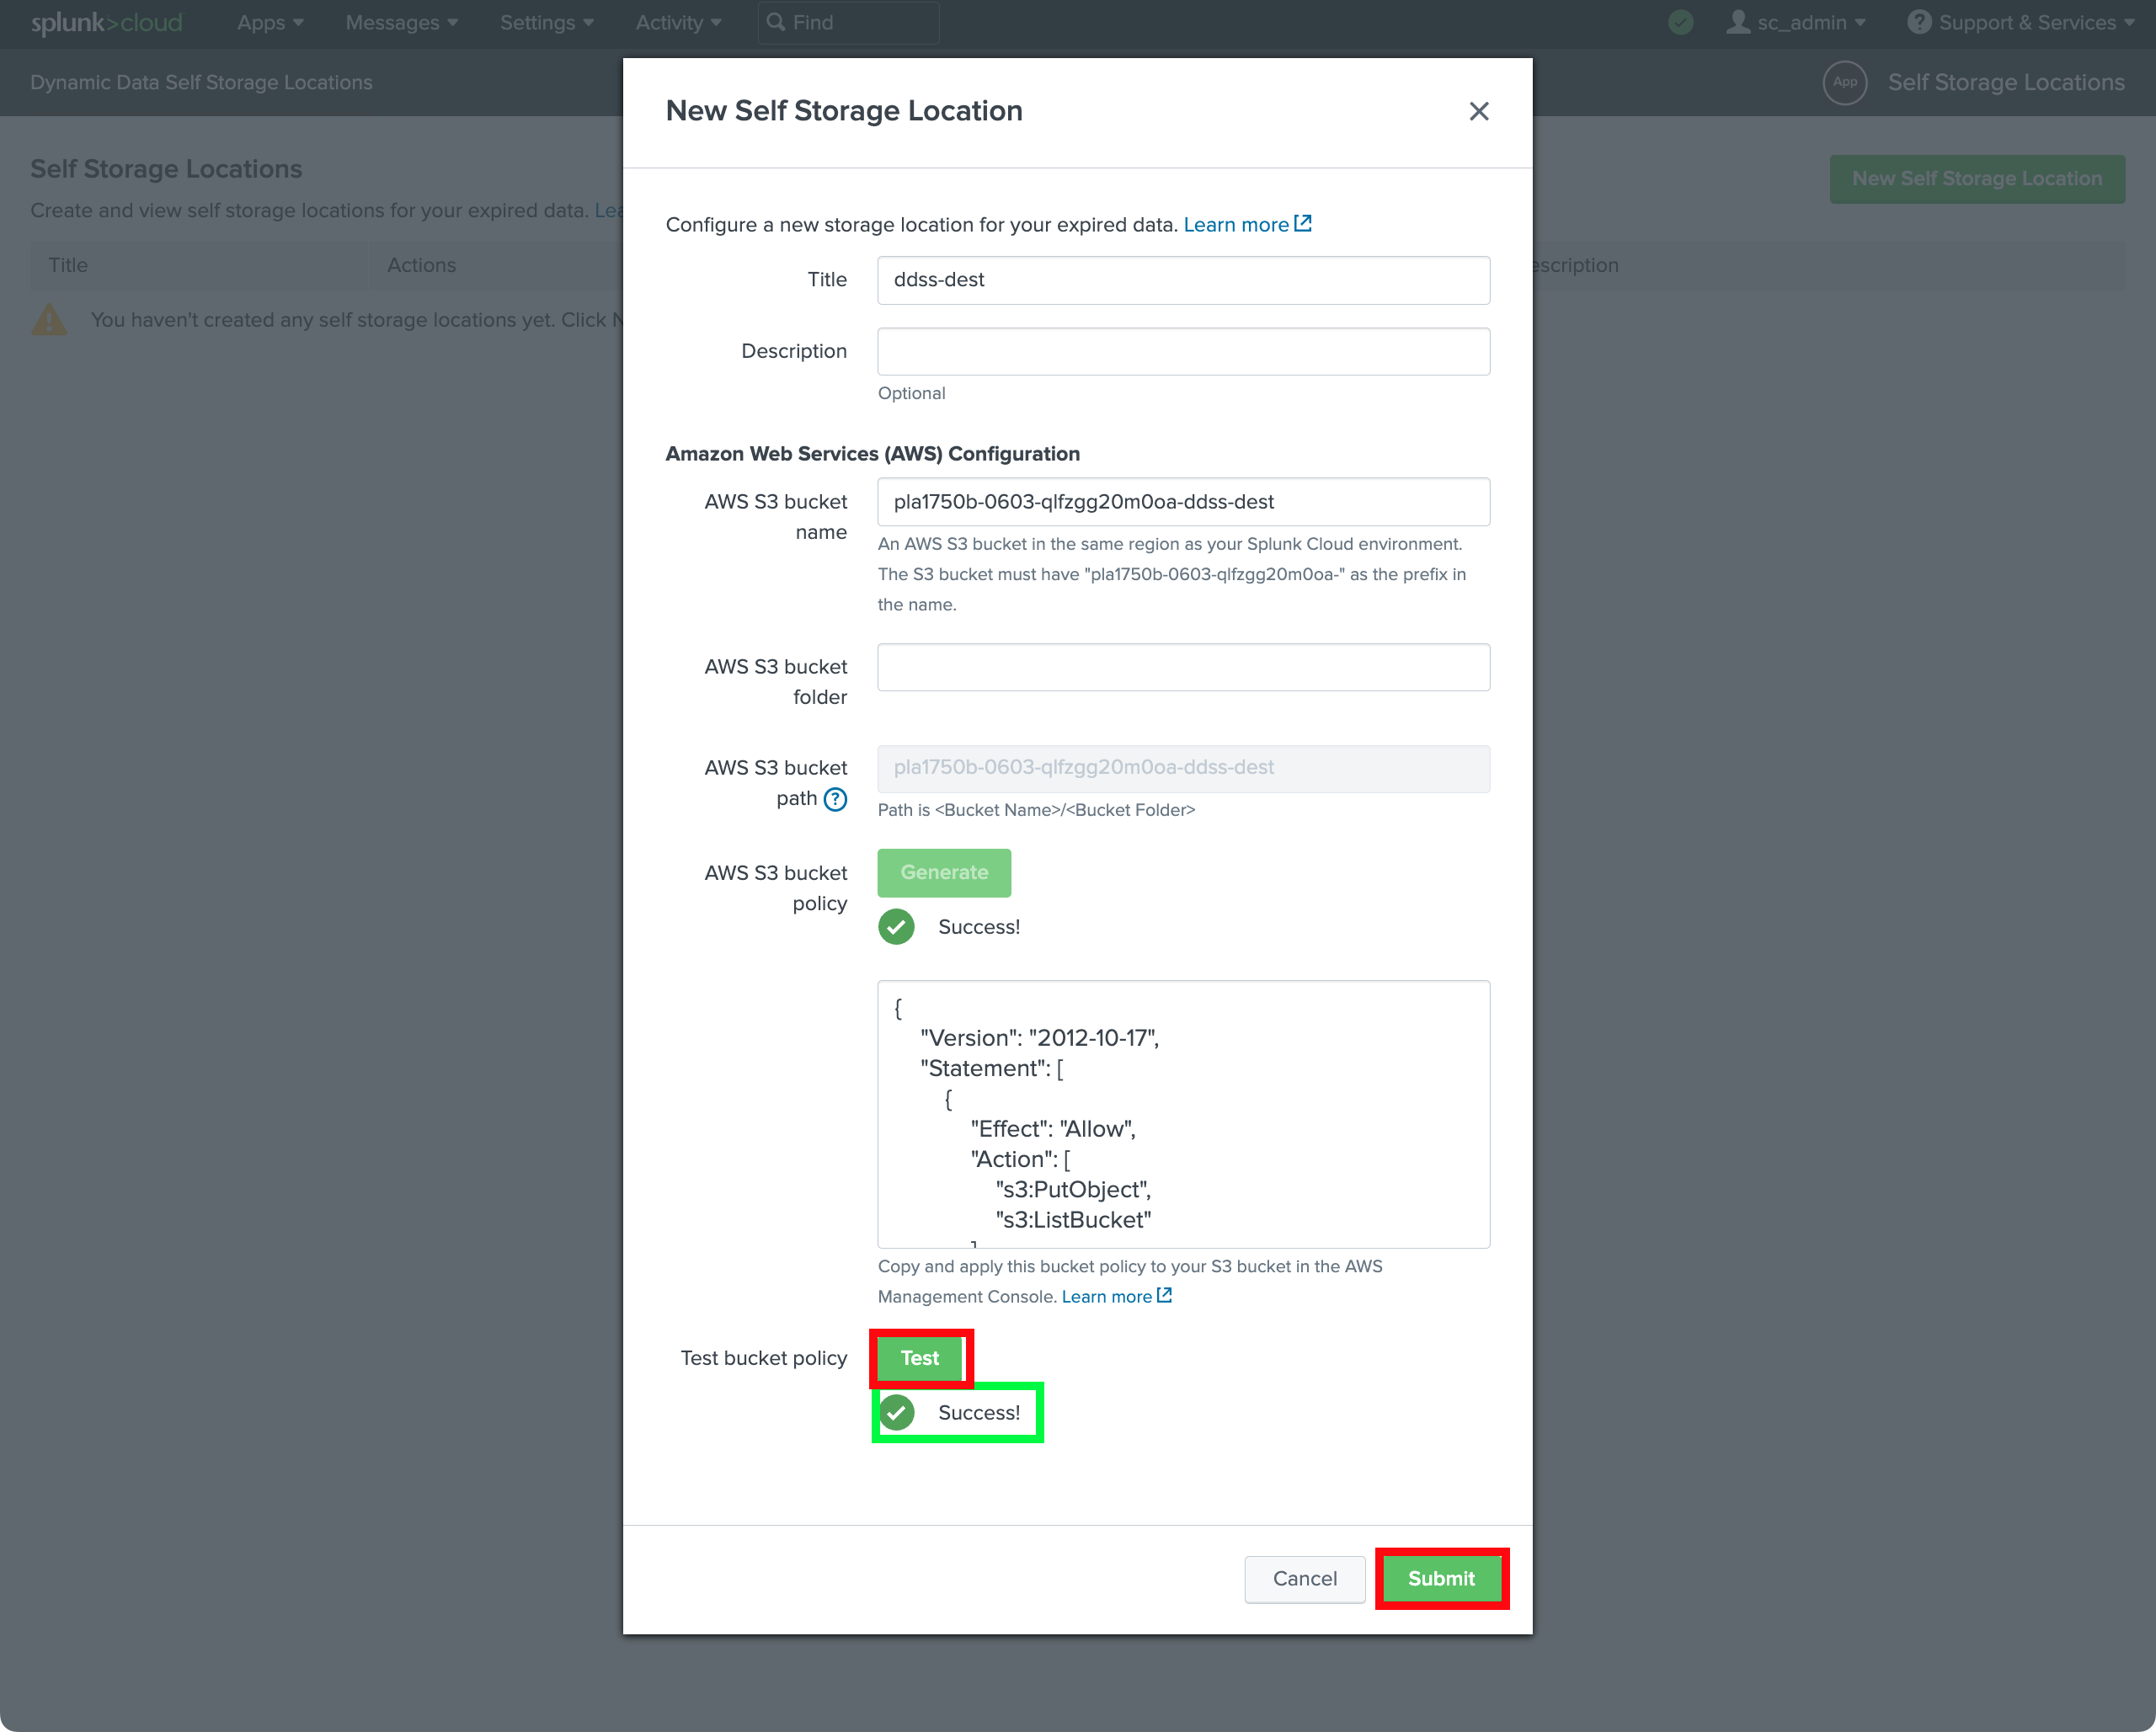 splunk>cloud Apps Messages Settings Activity Find sc_admin Support & Services
Dynamic Data Self Storage Locations
App Self Storage Locations
Self Storage Locations
New Self Storage Location
Create and view self storage locations for your expired data.
Title Actions
You haven't created any self storage locations yet. Click
New Self Storage Location
Configure a new storage location for your expired data. Learn more
Title
ddss-dest
Description
Optional
Amazon Web Services (AWS) Configuration
AWS S3 bucket
name
pla1750b-0603-qlfzgg20m0oa-ddss-dest
An AWS S3 bucket in the same region as your Splunk Cloud environment.
The S3 bucket must have "pla1750b-0603-qlfzgg20m0oa-" as the prefix in
the name.
AWS S3 bucket
folder
AWS S3 bucket
path ?
pla1750b-0603-qlfzgg20m0oa-ddss-dest
Path is <Bucket Name>/<Bucket Folder>
AWS S3 bucket
policy
Generate
Success!
{
"Version": "2012-10-17",
"Statement": [
{
"Effect": "Allow",
"Action": [
"s3:PutObject",
"s3:ListBucket"
Copy and apply this bucket policy to your S3 bucket in the AWS
Management Console. Learn more
Test bucket policy
Test
Success!
Cancel
Submit